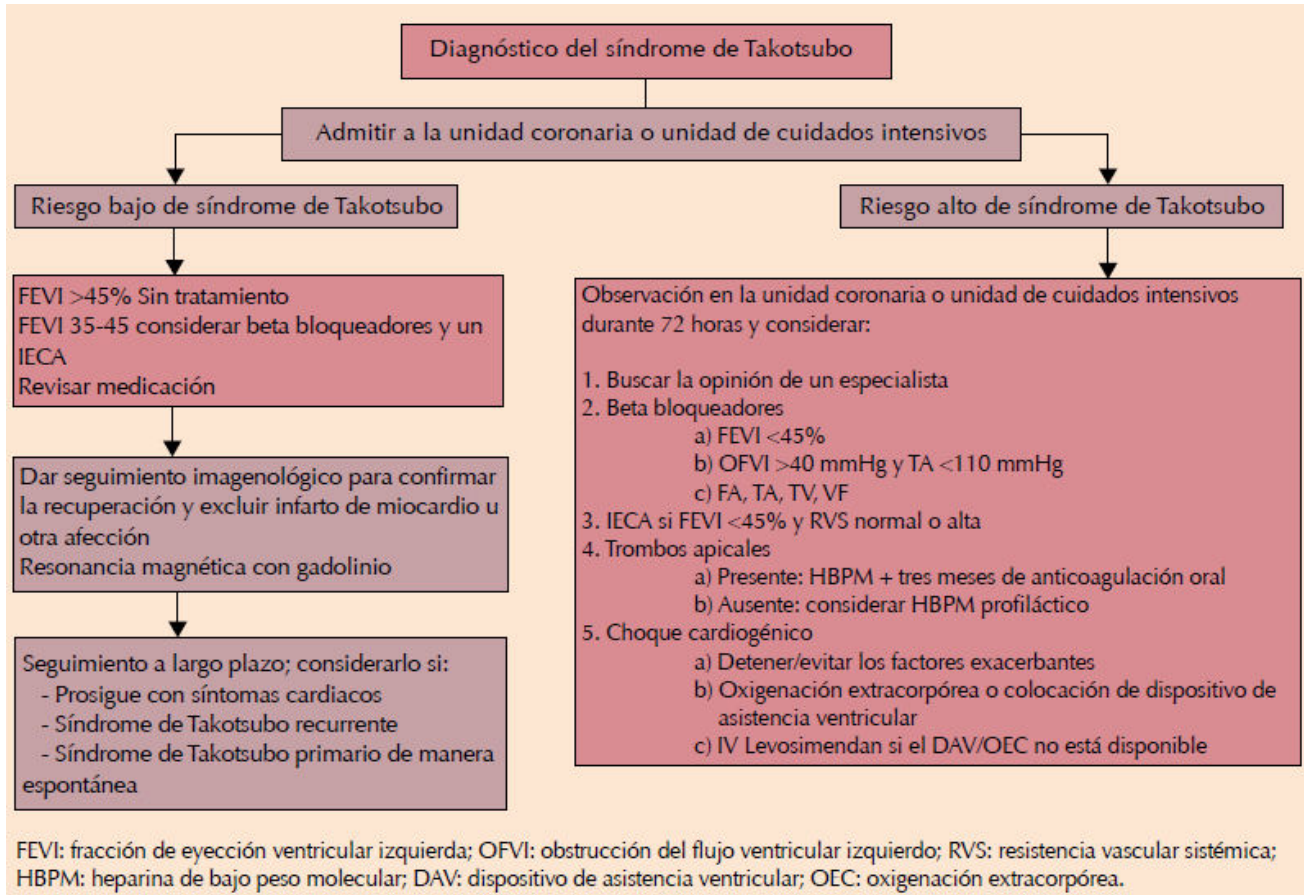 Diagnóstico del síndrome de Takotsubo
Admitir a la unidad coronaria o unidad de cuidados intensivos
Riesgo bajo de síndrome de Takotsubo
FEVI >45% Sin tratamiento
FEVI 35-45 considerar beta bloqueadores y un
IECA
Revisar medicación
Dar seguimiento imagenológico para confirmar
la recuperación y excluir infarto de miocardio u
otra afección
Resonancia magnética con gadolinio
Seguimiento a largo plazo; considerarlo si:
- Prosigue con síntomas cardiacos
- Síndrome de Takotsubo recurrente
- Síndrome de Takotsubo primario de manera
espontánea
Riesgo alto de síndrome de Takotsubo
Observación en la unidad coronaria o unidad de cuidados intensivos
durante 72 horas y considerar:
1. Buscar la opinión de un especialista
2. Beta bloqueadores
a) FEVI <45%
b) OFVI >40 mmHg y TA <110 mmHg
c) FA, TA, TV, VF
3. IECA si FEVI <45% y RVS normal o alta
4. Trombos apicales
a) Presente: HBPM + tres meses de anticoagulación oral
b) Ausente: considerar HBPM profiláctico
5. Choque cardiogénico
a) Detener/evitar los factores exacerbantes
b) Oxigenación extracorpórea o colocación de dispositivo de
asistencia ventricular
c) IV Levosimendan si el DAV/OEC no está disponible
FEVI: fracción de eyección ventricular izquierda; OFVI: obstrucción del flujo ventricular izquierdo; RVS: resistencia vascular sistémica;
HBPM: heparina de bajo peso molecular; DAV: dispositivo de asistencia ventricular; OEC: oxigenación extracorpórea.